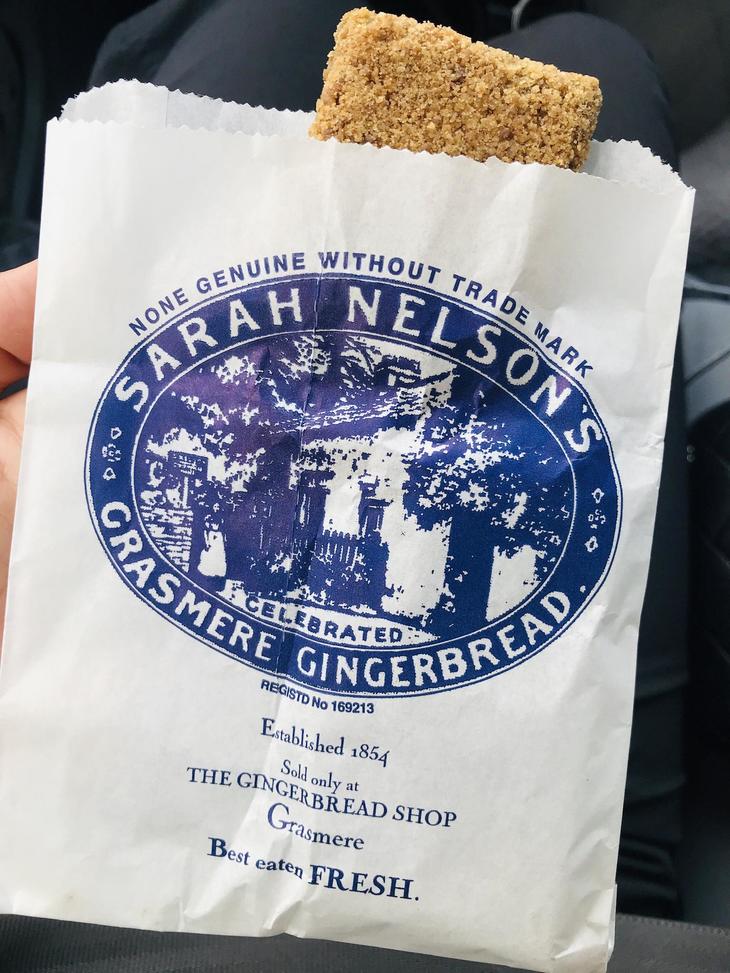 NONE GENUINE WITHOUT TRADE MARK
SARAH NELSON'S
CELEBRATED
GRASMERE GINGERBREAD.
REGISTD No 169213
Established 1854
Sold only at
THE GINGERBREAD SHOP
Grasmere
Best eaten FRESH.